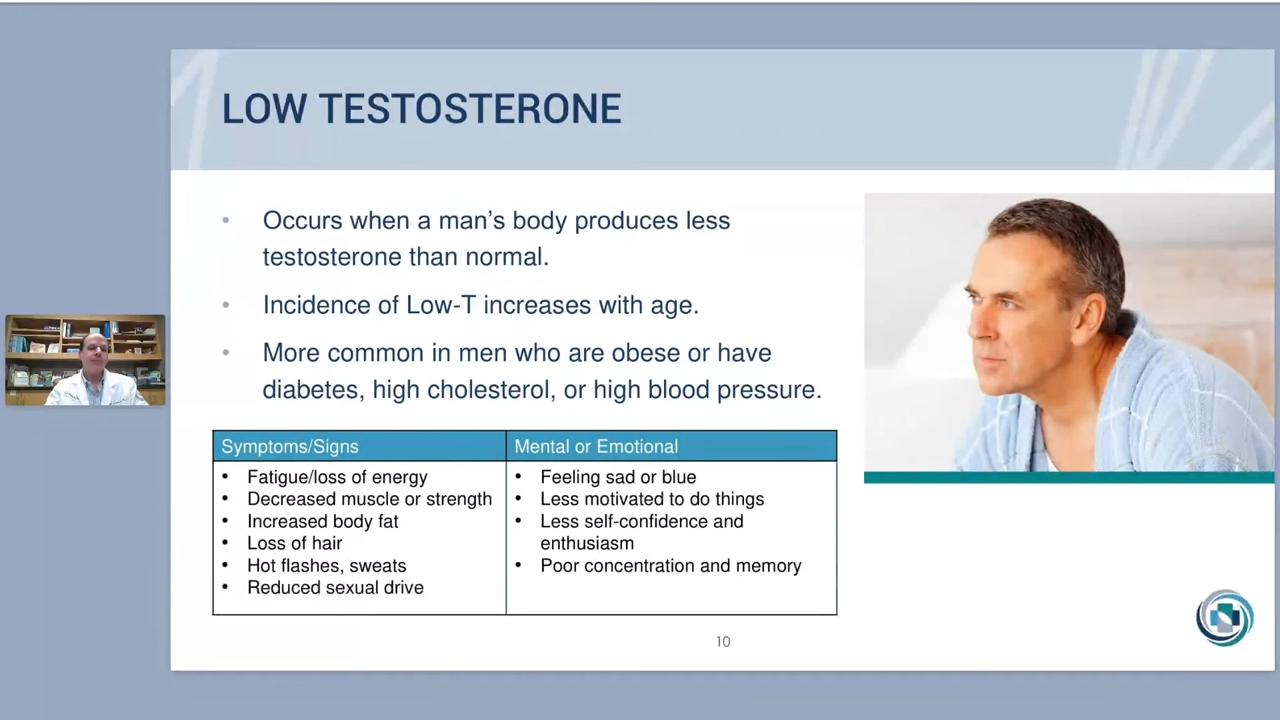 LOW TESTOSTERONE
• Occurs when a man’s body produces less
testosterone than normal.
• Incidence of Low-T increases with age.
• More common in men who are obese or have
diabetes, high cholesterol, or high blood pressure.
Symptoms/Signs
• Fatigue/loss of energy
• Decreased muscle or strength
• Increased body fat
• Loss of hair
• Hot flashes, sweats
• Reduced sexual drive
Mental or Emotional
• Feeling sad or blue
• Less motivated to do things
• Less self-confidence and
enthusiasm
• Poor concentration and memory
10